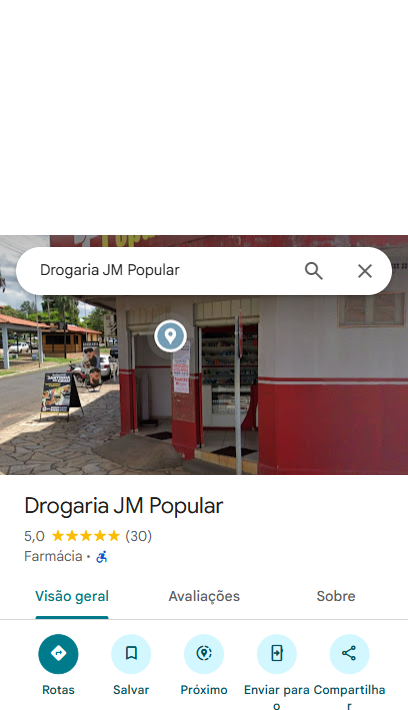 Drogaria JM Popular
Drogaria JM Popular
5,0 (30)
Farmácia ·
Visão geral Avaliações Sobre
Rotas Salvar Próximo Enviar para o Compartilhar